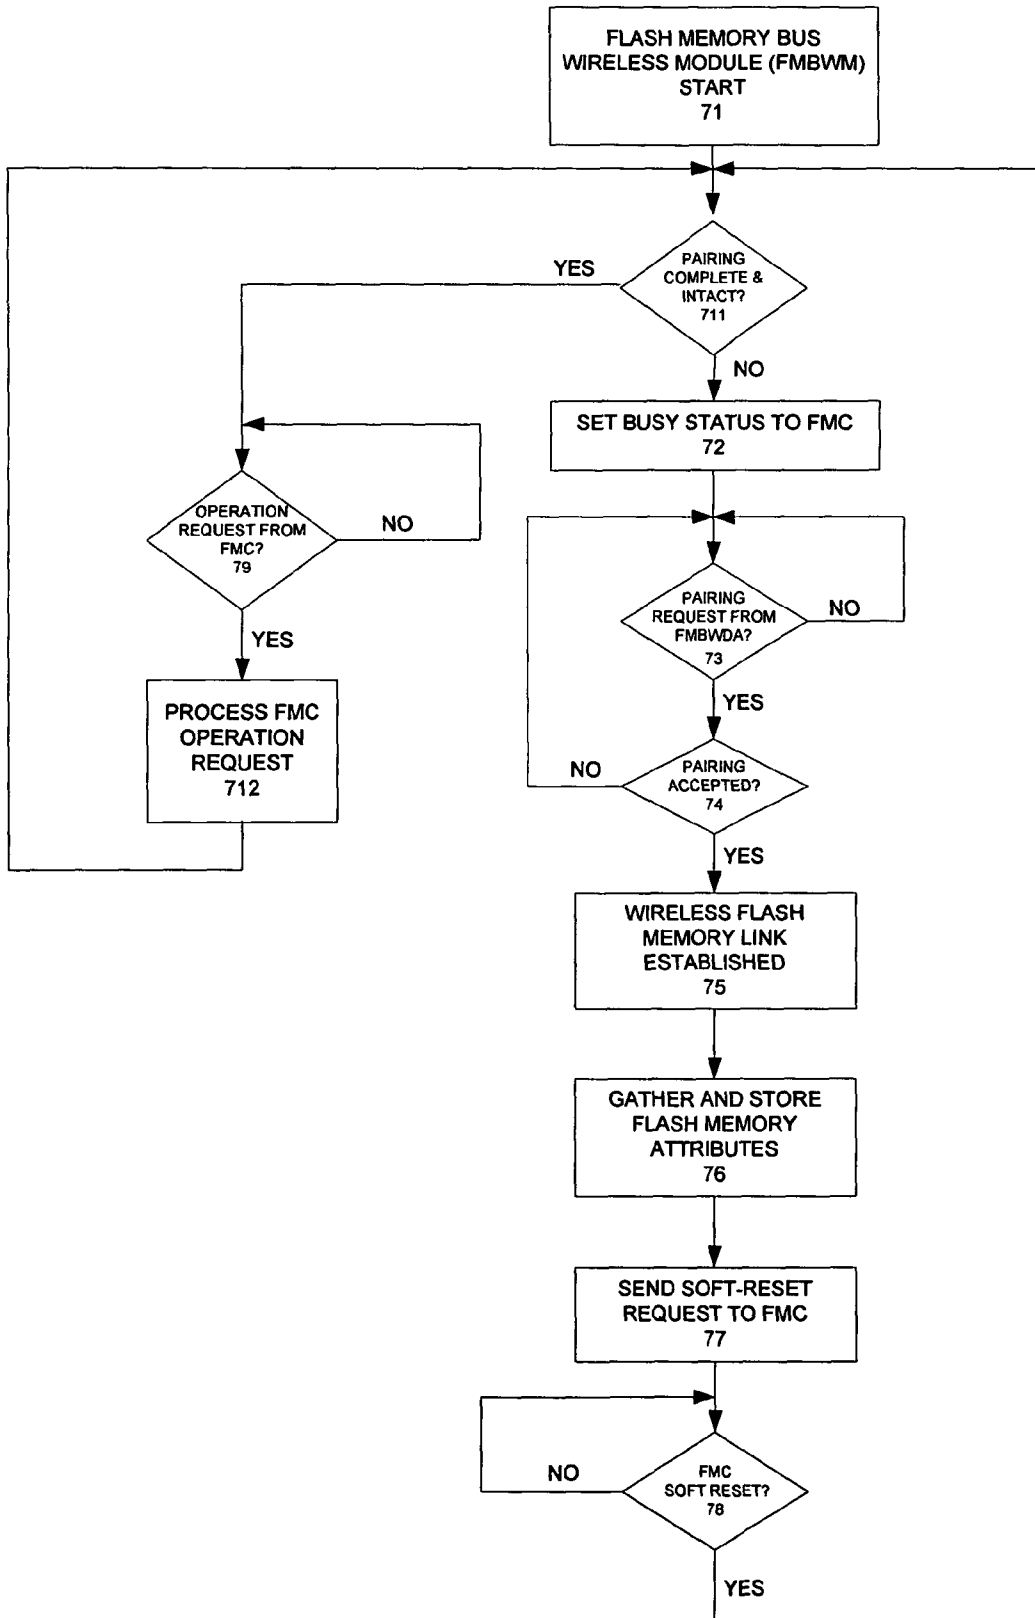 FLASH MEMORY BUS
WIRELESS MODULE (FMBWM)
START
71
PAIRING
COMPLETE &
INTACT?
711
YES
NO
SET BUSY STATUS TO FMC
72
OPERATION
REQUEST FROM
FMC?
79
NO
YES
PROCESS FMC
OPERATION
REQUEST
712
PAIRING
REQUEST FROM
FMBWDA?
73
NO
YES
PAIRING
ACCEPTED?
74
NO
YES
WIRELESS FLASH
MEMORY LINK
ESTABLISHED
75
GATHER AND STORE
FLASH MEMORY
ATTRIBUTES
76
SEND SOFT-RESET
REQUEST TO FMC
77
FMC
SOFT RESET?
78
NO
YES